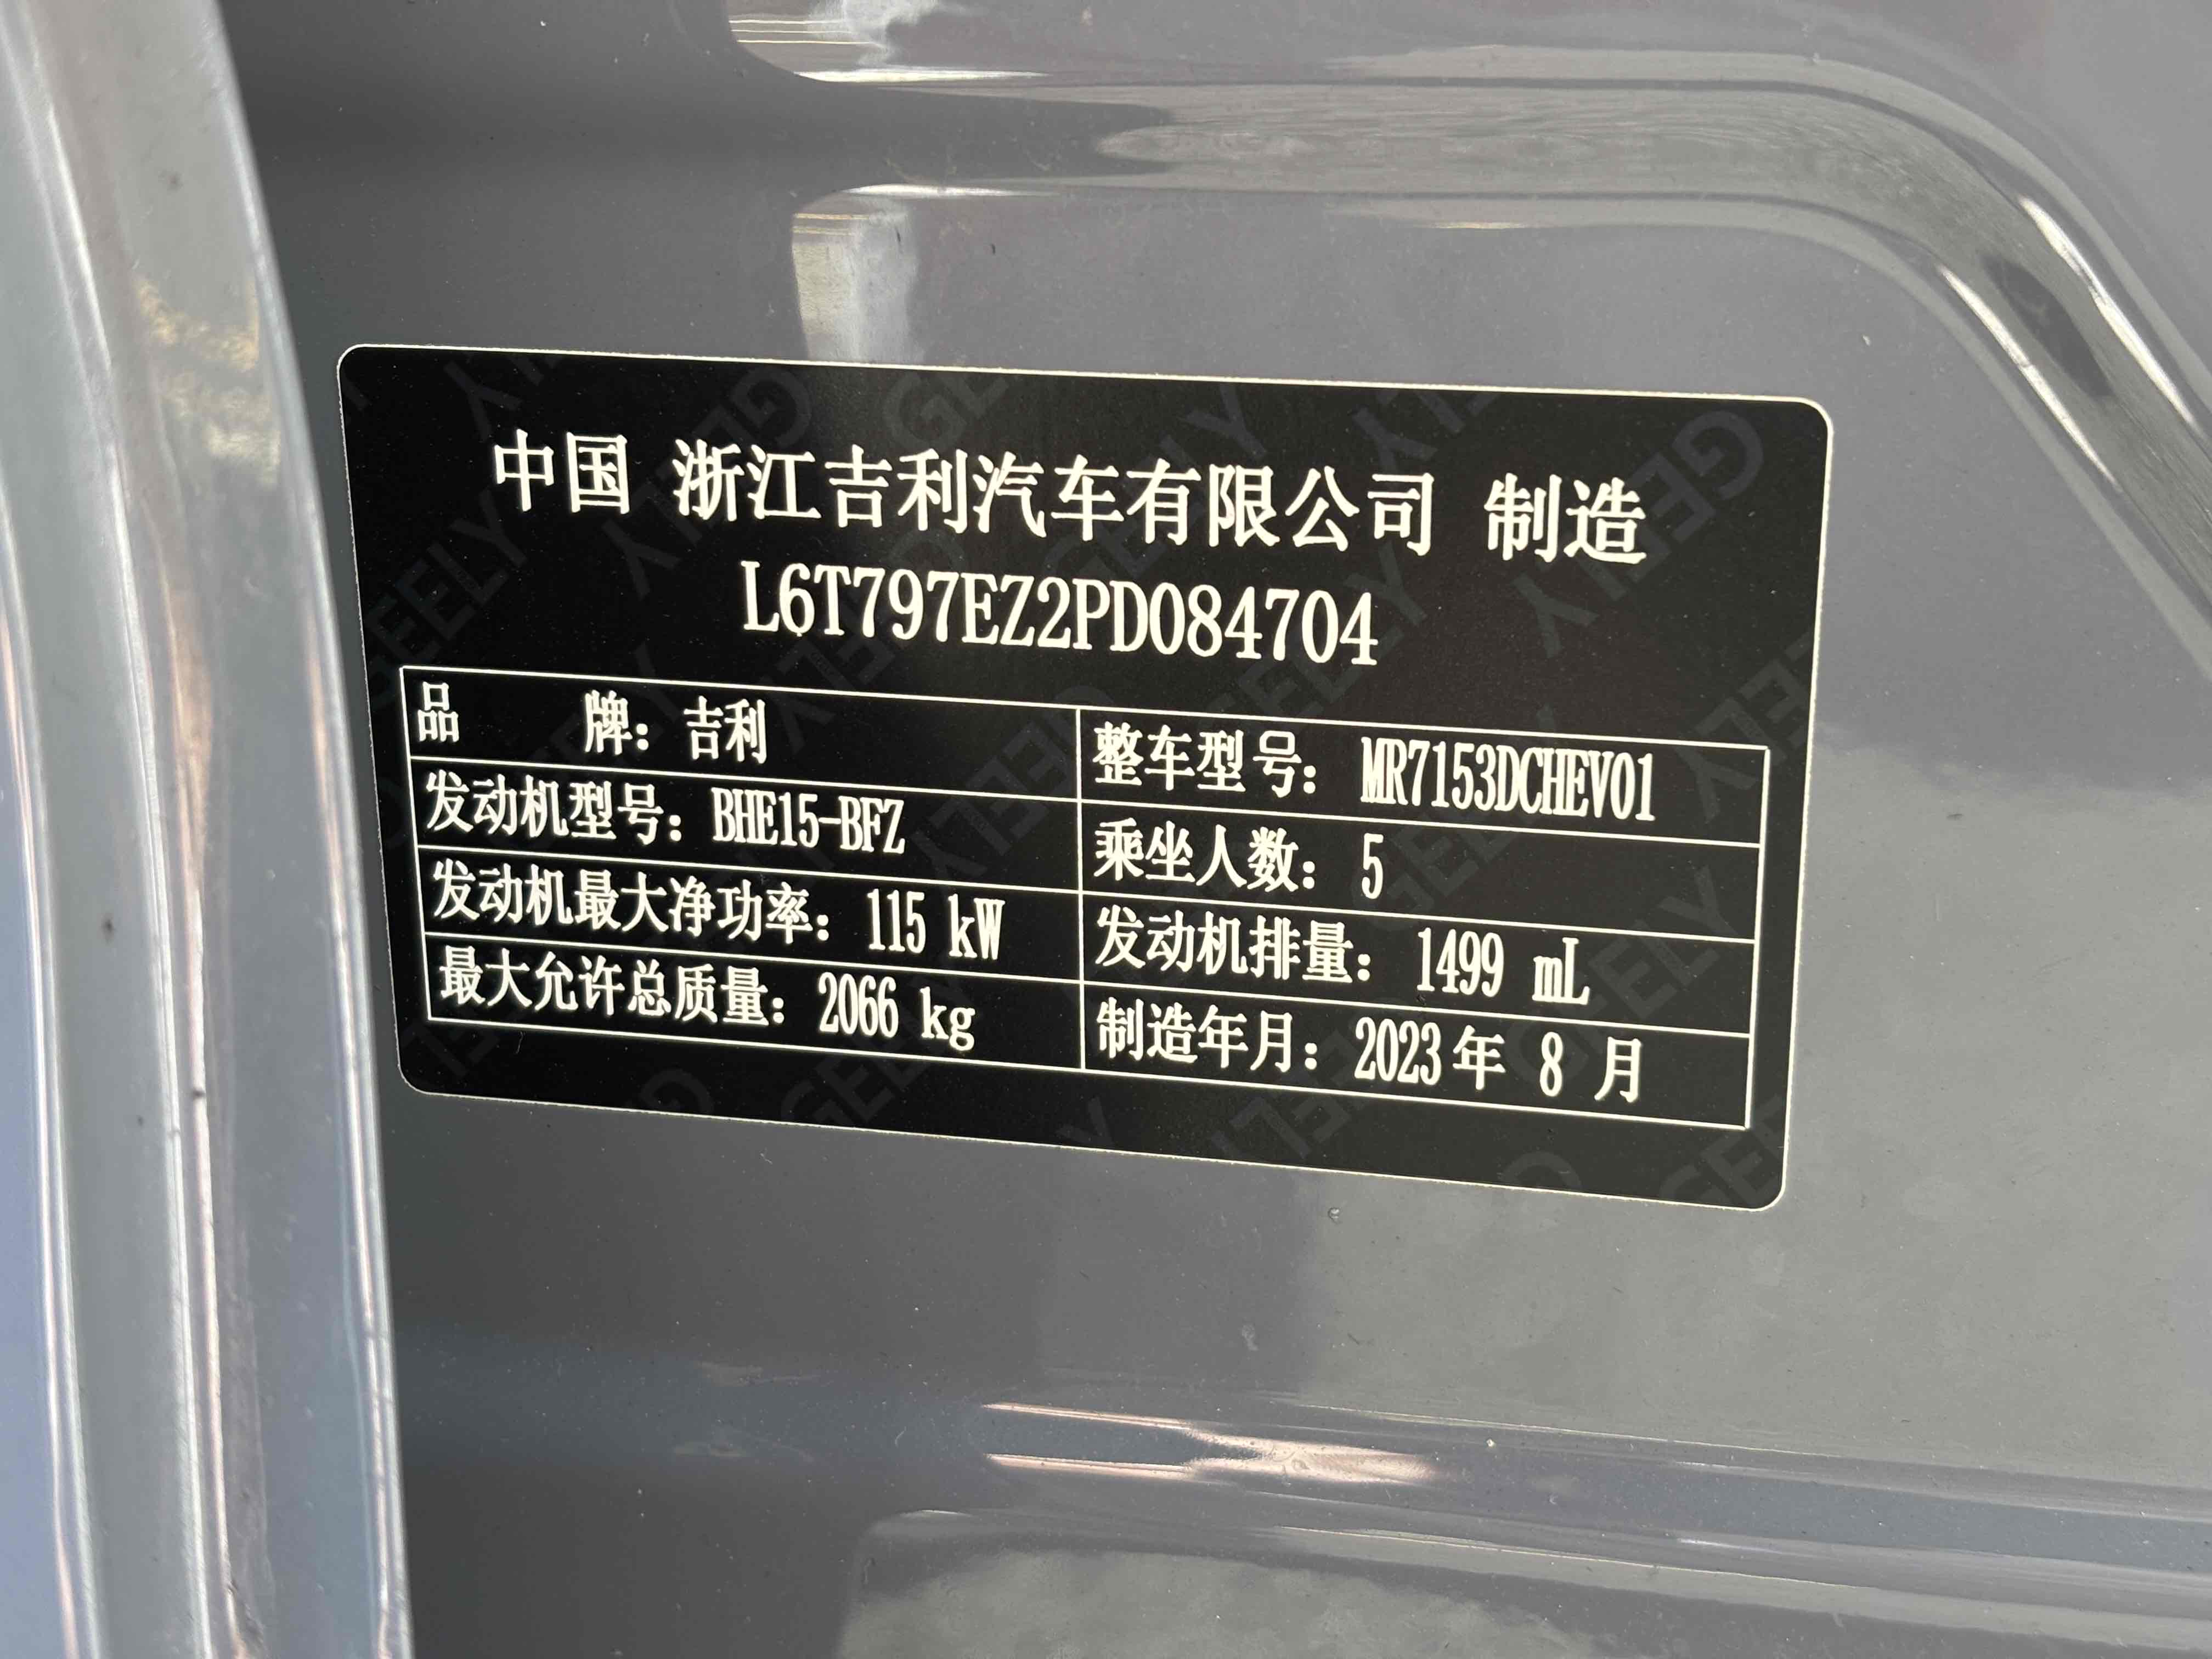 中国 浙江吉利汽车有限公司 制造
L6T797EZ2PD084704
品 牌：吉利 整车型号：MR7153DCHEV01
发动机型号：BHE15-BFZ 乘坐人数：5
发动机最大净功率：115 kW 发动机排量：1499 mL
最大允许总质量：2066 kg 制造年月：2023年 8 月